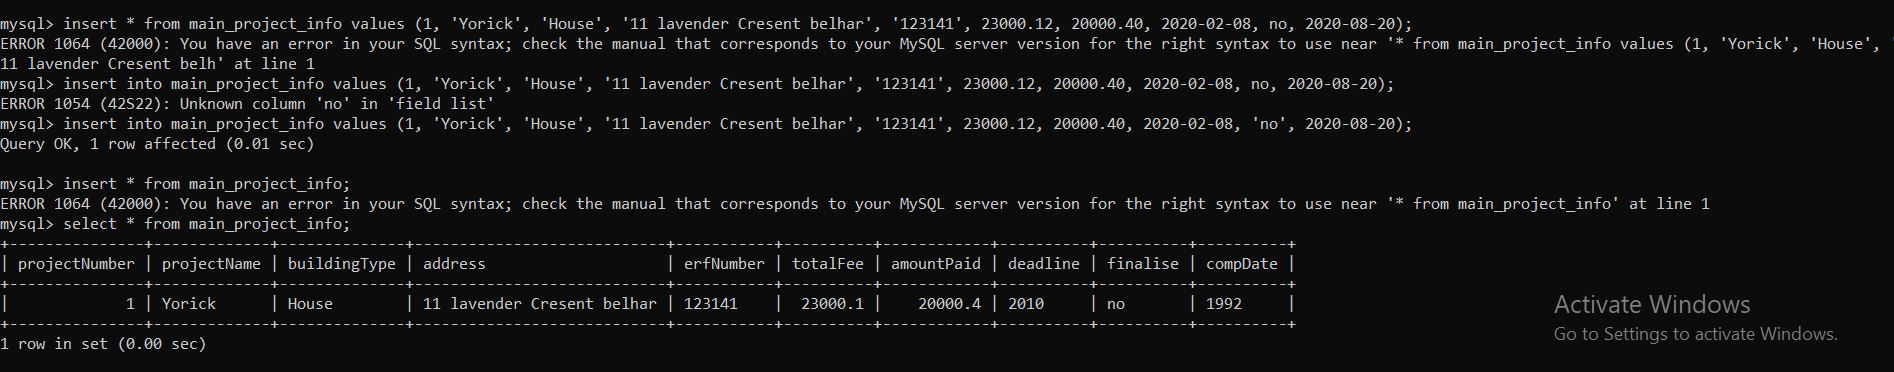 mysql> insert * from main_project_info values (1, 'Yorick', 'House', '11 lavender Cresent belhar', '123141', 23000.12, 20000.40, 2020-02-08, no, 2020-08-20);
ERROR 1064 (42000): You have an error in your SQL syntax; check the manual that corresponds to your MySQL server version for the right syntax to use near '* from main_project_info values (1, 'Yorick', 'House', '
11 lavender Cresent belh' at line 1
mysql> insert into main_project_info values (1, 'Yorick', 'House', '11 lavender Cresent belhar', '123141', 23000.12, 20000.40, 2020-02-08, no, 2020-08-20);
ERROR 1054 (42S22): Unknown column 'no' in 'field list'
mysql> insert into main_project_info values (1, 'Yorick', 'House', '11 lavender Cresent belhar', '123141', 23000.12, 20000.40, 2020-02-08, 'no', 2020-08-20);
Query OK, 1 row affected (0.01 sec)
mysql> insert * from main_project_info;
ERROR 1064 (42000): You have an error in your SQL syntax; check the manual that corresponds to your MySQL server version for the right syntax to use near '* from main_project_info' at line 1
mysql> select * from main_project_info;
+---------------+-------------+--------------+----------------------------+-----------+----------+------------+----------+----------+----------+
| projectNumber | projectName | buildingType | address                    | erfNumber | totalFee | amountPaid | deadline | finalise | compDate |
+---------------+-------------+--------------+----------------------------+-----------+----------+------------+----------+----------+----------+
|             1 | Yorick      | House        | 11 lavender Cresent belhar | 123141    |  23000.1 |    20000.4 | 2010     | no       | 1992     |
+---------------+-------------+--------------+----------------------------+-----------+----------+------------+----------+----------+----------+
1 row in set (0.00 sec)
Activate Windows
Go to Settings to activate Windows.